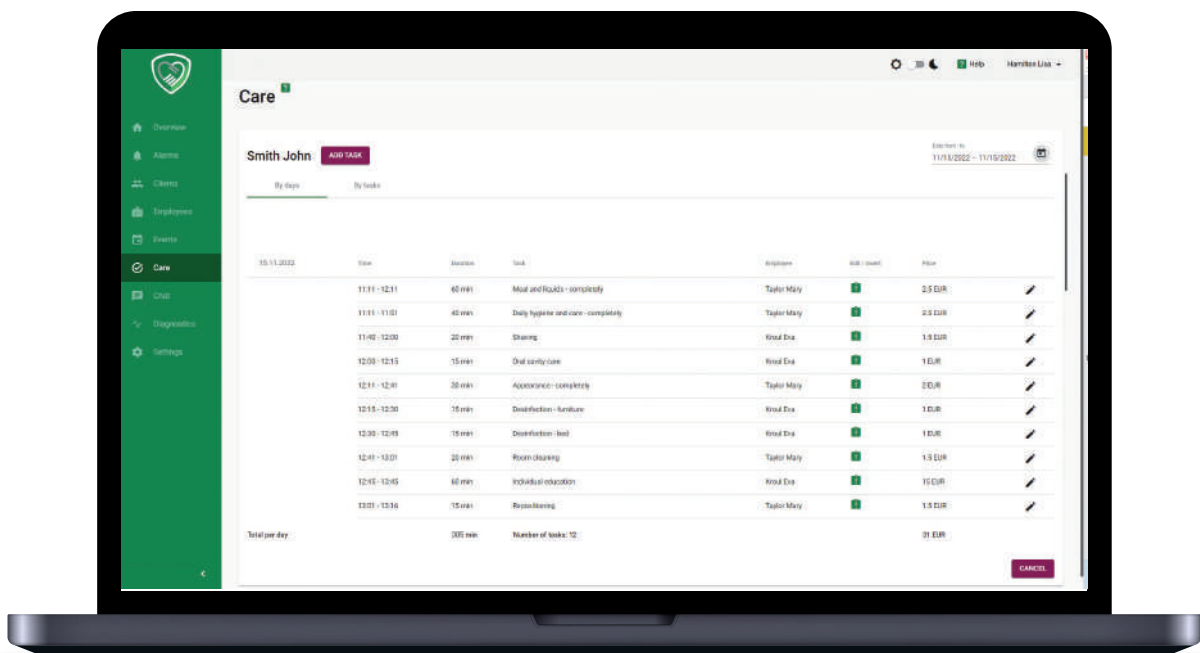 Help
Hamilton Lisa
Care
Overview
Alarms
Clients
Employees
Events
Care
Chat
Diagnostics
Settings
Smith John
ADD TASK
11/13/2022 – 11/15/2022
By days
By tasks
15.11.2022 Time Duration Task Employee Price
11:11 - 12:11 60 min Meal and liquids - completely Taylor Mary 2.5 EUR
11:11 - 11:51 40 min Daily hygiene and care - completely Taylor Mary 2.5 EUR
11:40 - 12:00 20 min Shaving Kroul Eva 1.5 EUR
12:00 - 12:15 15 min Oral cavity care Kroul Eva 1 EUR
12:11 - 12:41 30 min Appearance - completely Taylor Mary 2 EUR
12:15 - 12:30 15 min Desinfection - furniture Kroul Eva 1 EUR
12:30 - 12:45 15 min Desinfection - bed Kroul Eva 1 EUR
12:41 - 13:01 20 min Room cleaning Taylor Mary 1.5 EUR
12:45 - 13:45 60 min Individual education Kroul Eva 15 EUR
13:01 - 13:16 15 min Repositioning Taylor Mary 1.5 EUR
Total per day min Number of tasks: 12 31 EUR
CANCEL